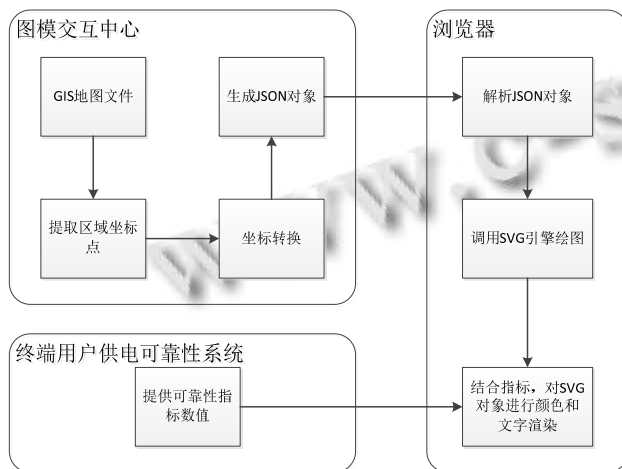 图模交互中心
浏览器
GIS地图文件
生成JSON对象
解析JSON对象
提取区域坐标
点
坐标转换
调用SVG引擎绘图
终端用户供电可靠性系统
提供可靠性指
标数值
结合指标，对SVG
对象进行颜色和
文字渲染
www.c-s